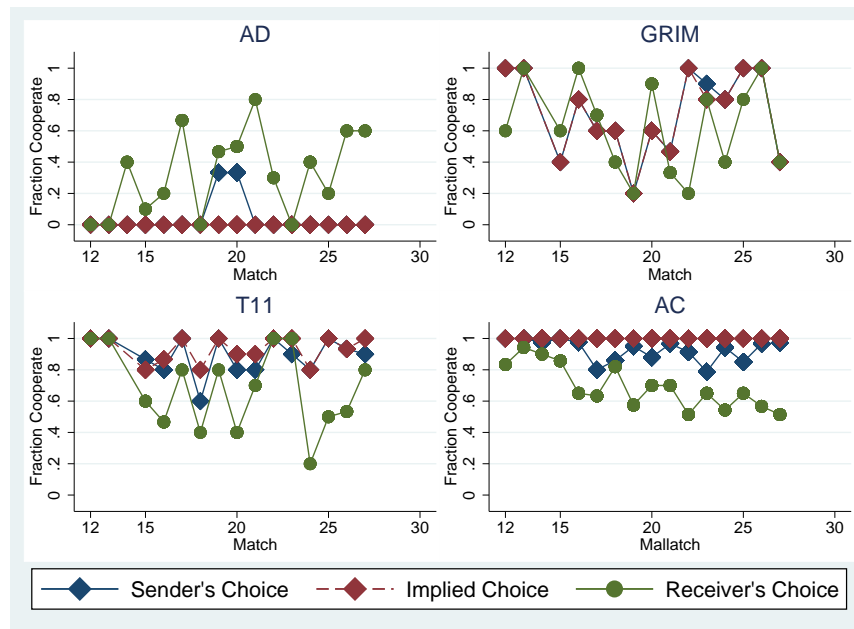 AD
Fraction Cooperate
0 .2 .4 .6 .8 1
12 15 20 25 30
Match
GRIM
Fraction Cooperate
0 .2 .4 .6 .8 1
12 15 20 25 30
Match
T11
Fraction Cooperate
0 .2 .4 .6 .8 1
12 15 20 25 30
Match
AC
Fraction Cooperate
0 .2 .4 .6 .8 1
12 15 20 25 30
Mallatch
Sender's Choice Implied Choice Receiver's Choice